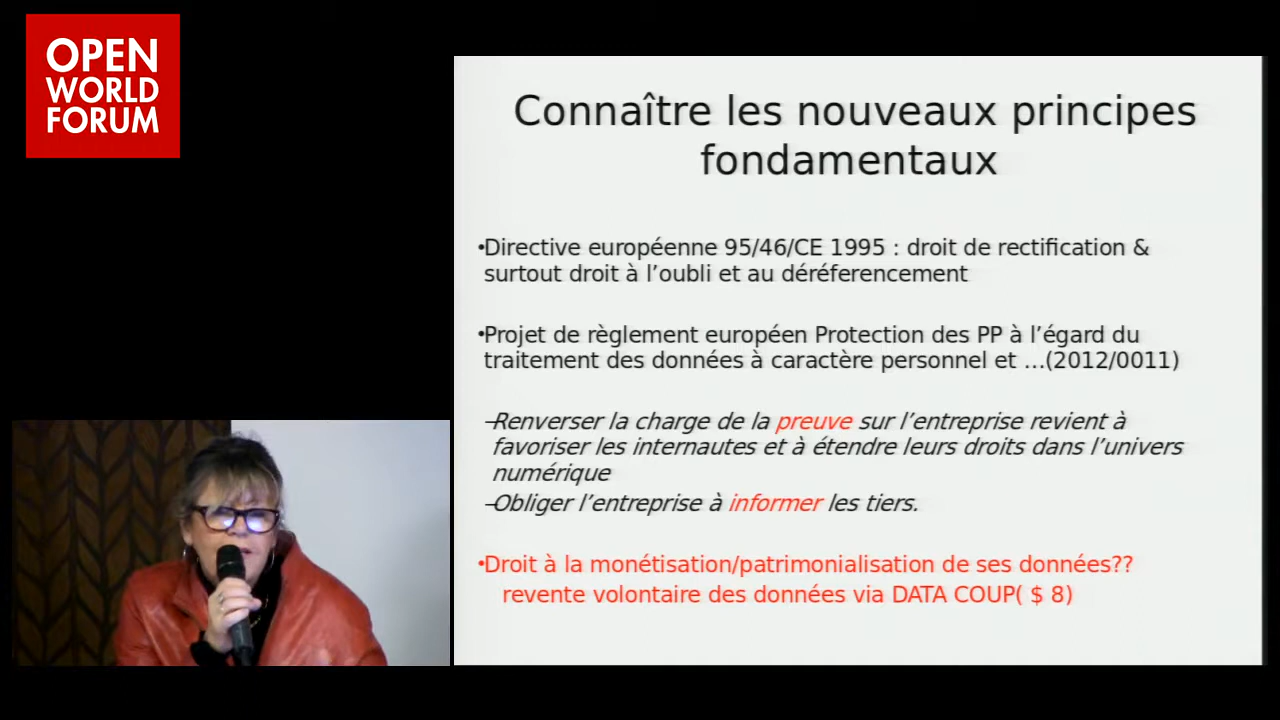 OPEN
WORLD
FORUM
Connaître les nouveaux principes
fondamentaux
•Directive européenne 95/46/CE 1995 : droit de rectification &
surtout droit à l’oubli et au déréferencement
•Projet de règlement européen Protection des PP à l’égard du
traitement des données à caractère personnel et ...(2012/0011)
–Renverser la charge de la preuve sur l’entreprise revient à
favoriser les internautes et à étendre leurs droits dans l’univers
numérique
–Obliger l’entreprise à informer les tiers.
•Droit à la monétisation/patrimonialisation de ses données??
revente volontaire des données via DATA COUP( $ 8)